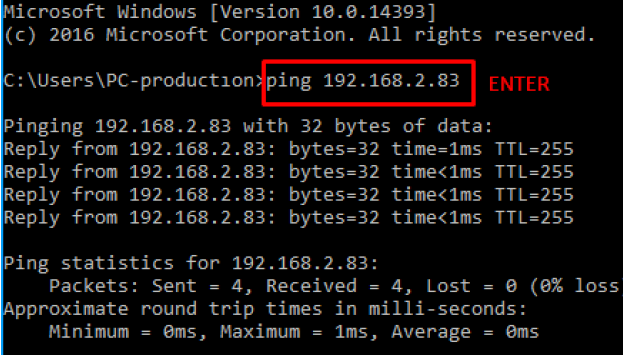 Microsoft Windows [Version 10.0.14393]
(c) 2016 Microsoft Corporation. All rights reserved.
C:\Users\PC-production>ping 192.168.2.83 ENTER
Pinging 192.168.2.83 with 32 bytes of data:
Reply from 192.168.2.83: bytes=32 time=1ms TTL=255
Reply from 192.168.2.83: bytes=32 time<1ms TTL=255
Reply from 192.168.2.83: bytes=32 time<1ms TTL=255
Reply from 192.168.2.83: bytes=32 time<1ms TTL=255
Ping statistics for 192.168.2.83:
Packets: Sent = 4, Received = 4, Lost = 0 (0% loss
Approximate round trip times in milli-seconds:
Minimum = 0ms, Maximum = 1ms, Average = 0ms